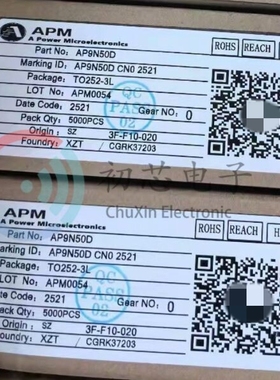 APM
A Power Microelectronics
ROHS REACH
Part No: AP9N50D
Marking ID: AP9N50D CN0 2521
Package: TO252-3L
LOT No: APM0054
Date Code: 2521 Gear NO: 0
Pack Qty: 5000PCS
Origin : SZ 3F-F10-020
Foundry: XZT / CGRK37203
QC
PASS
02
初芯电子
ChuXin Electronic
APM
A Power Microelectronics
ROHS REACH H
Part No: AP9N50D
Marking ID: AP9N50D CN0 2521
Package: TO252-3L
LOT No: APM0054
Date Code: 2521 Gear NO: 0
Pack Qty: 5000PCS
Origin : SZ 3F-F10-020
Foundry: XZT / CGRK37203
QC
PASS
02